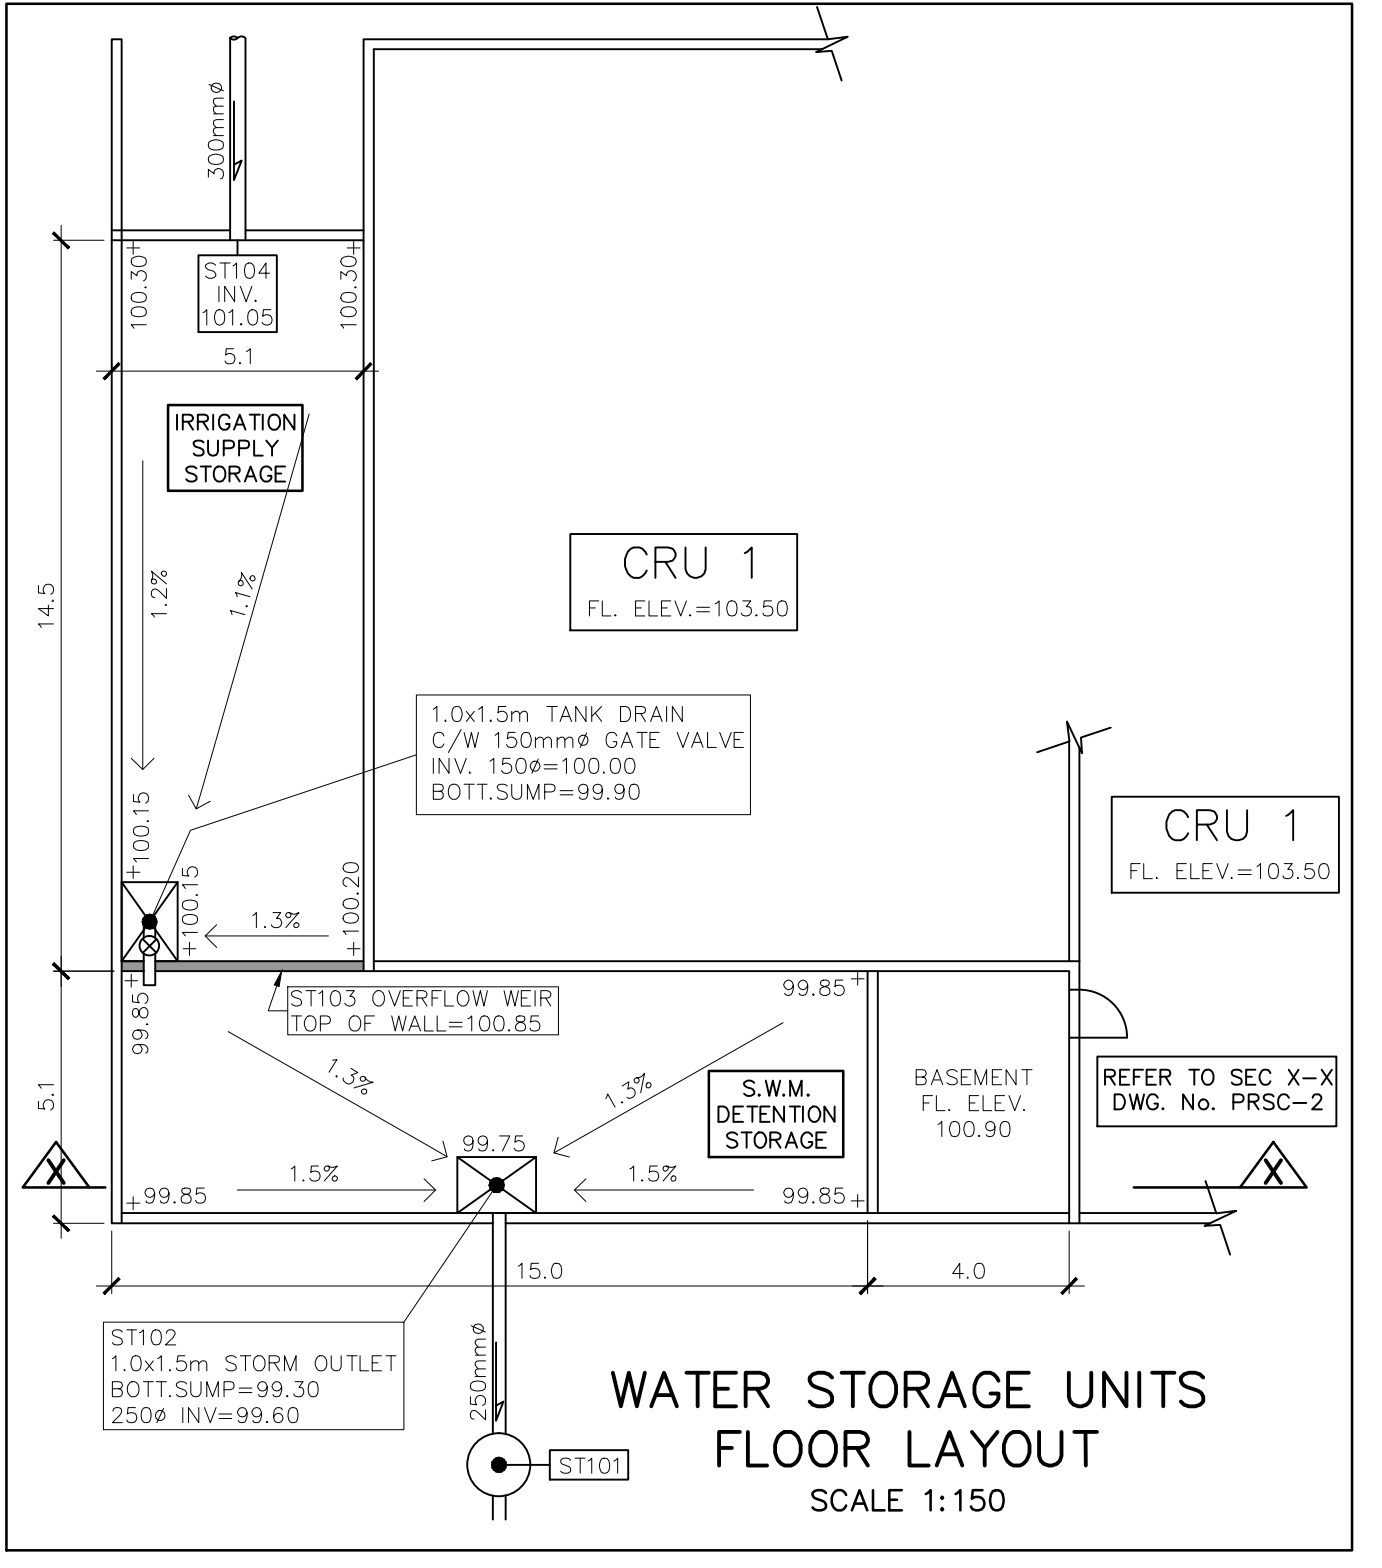 300mmø
100.30
ST104
INV.
101.05
100.30
5.1
IRRIGATION
SUPPLY
STORAGE
14.5
1.2%
1.1%
CRU 1
FL. ELEV.=103.50
1.0x1.5m TANK DRAIN
C/W 150mmø GATE VALVE
INV. 150ø=100.00
BOTT.SUMP=99.90
100.15
100.15
1.3%
100.20
CRU 1
FL. ELEV.=103.50
99.85
ST103 OVERFLOW WEIR
TOP OF WALL=100.85
99.85
5.1
1.3%
1.3%
S.W.M.
DETENTION
STORAGE
BASEMENT
FL. ELEV.
100.90
REFER TO SEC X-X
DWG. No. PRSC-2
X
99.85
1.5%
99.75
1.5%
99.85
X
15.0
4.0
ST102
1.0x1.5m STORM OUTLET
BOTT.SUMP=99.30
250ø INV=99.60
250mmø
ST101
WATER STORAGE UNITS
FLOOR LAYOUT
SCALE 1:150